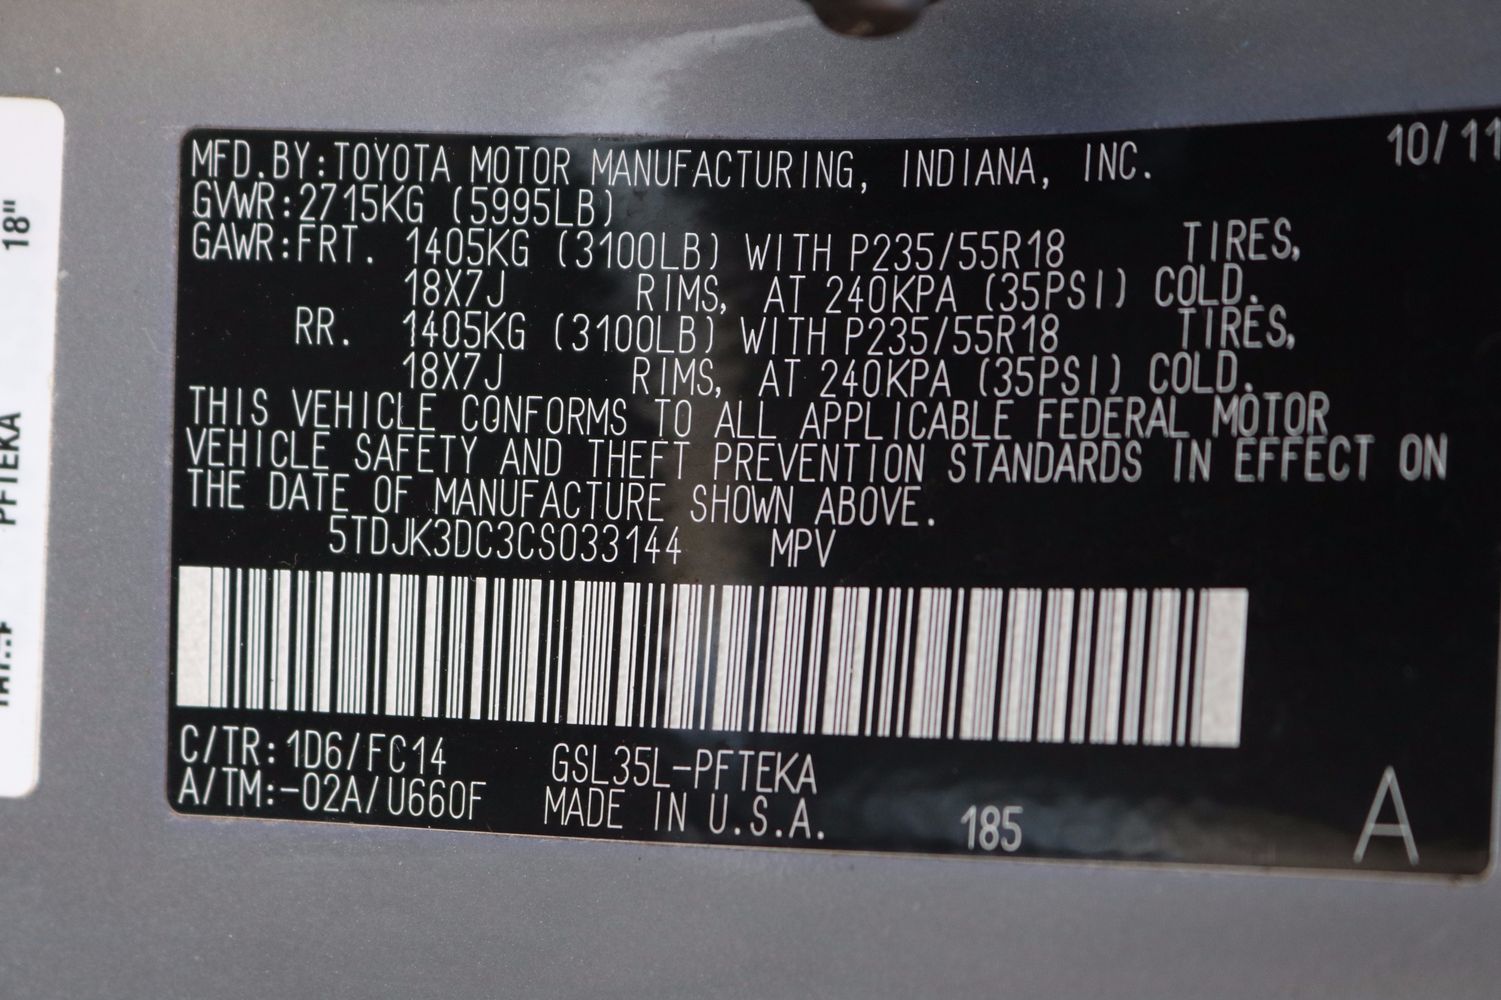 MFD.BY:TOYOTA MOTOR MANUFACTURING, INDIANA, INC. 10/11
GVWR:2715KG (5995LB)
GAWR:FRT. 1405KG (3100LB) WITH P235/55R18 TIRES,
18X7J RIMS, AT 240KPA (35PSI) COLD.
RR. 1405KG (3100LB) WITH P235/55R18 TIRES,
18X7J RIMS, AT 240KPA (35PSI) COLD.
THIS VEHICLE CONFORMS TO ALL APPLICABLE FEDERAL MOTOR
VEHICLE SAFETY AND THEFT PREVENTION STANDARDS IN EFFECT ON
THE DATE OF MANUFACTURE SHOWN ABOVE.
5TDJK3DC3CS033144 MPV
C/TR:1D6/FC14 GSL35L-PFTEKA
A/TM:-02A/U660F MADE IN U.S.A. 185 A
18"
PFTEKA